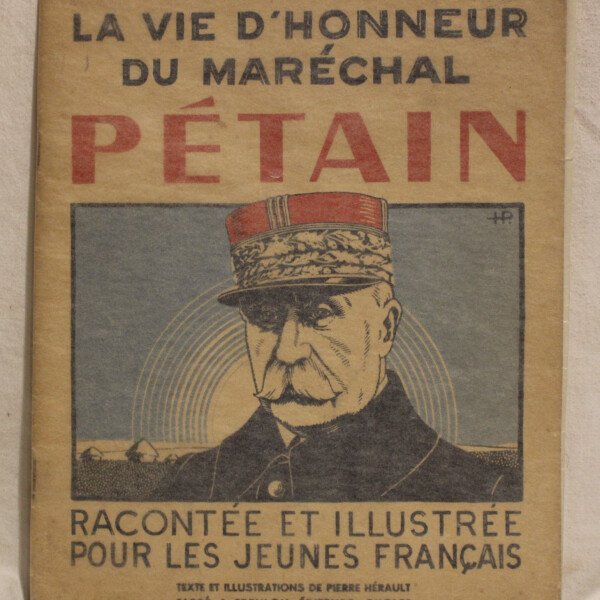 LA VIE D'HONNEUR
DU MARÉCHAL
PÉTAIN
HP.
RACONTÉE ET ILLUSTRÉE
POUR LES JEUNES FRANÇAIS
TEXTE ET ILLUSTRATIONS DE PIERRE HÉRAULT